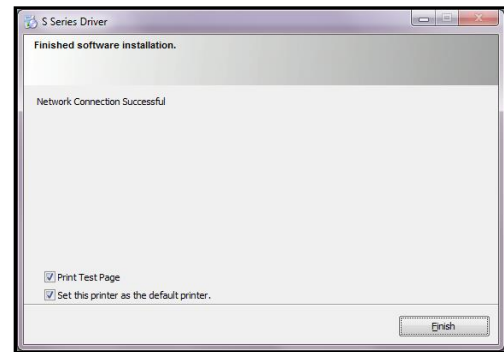 S Series Driver
Finished software installation.
Network Connection Successful
Print Test Page
Set this printer as the default printer.
Finish